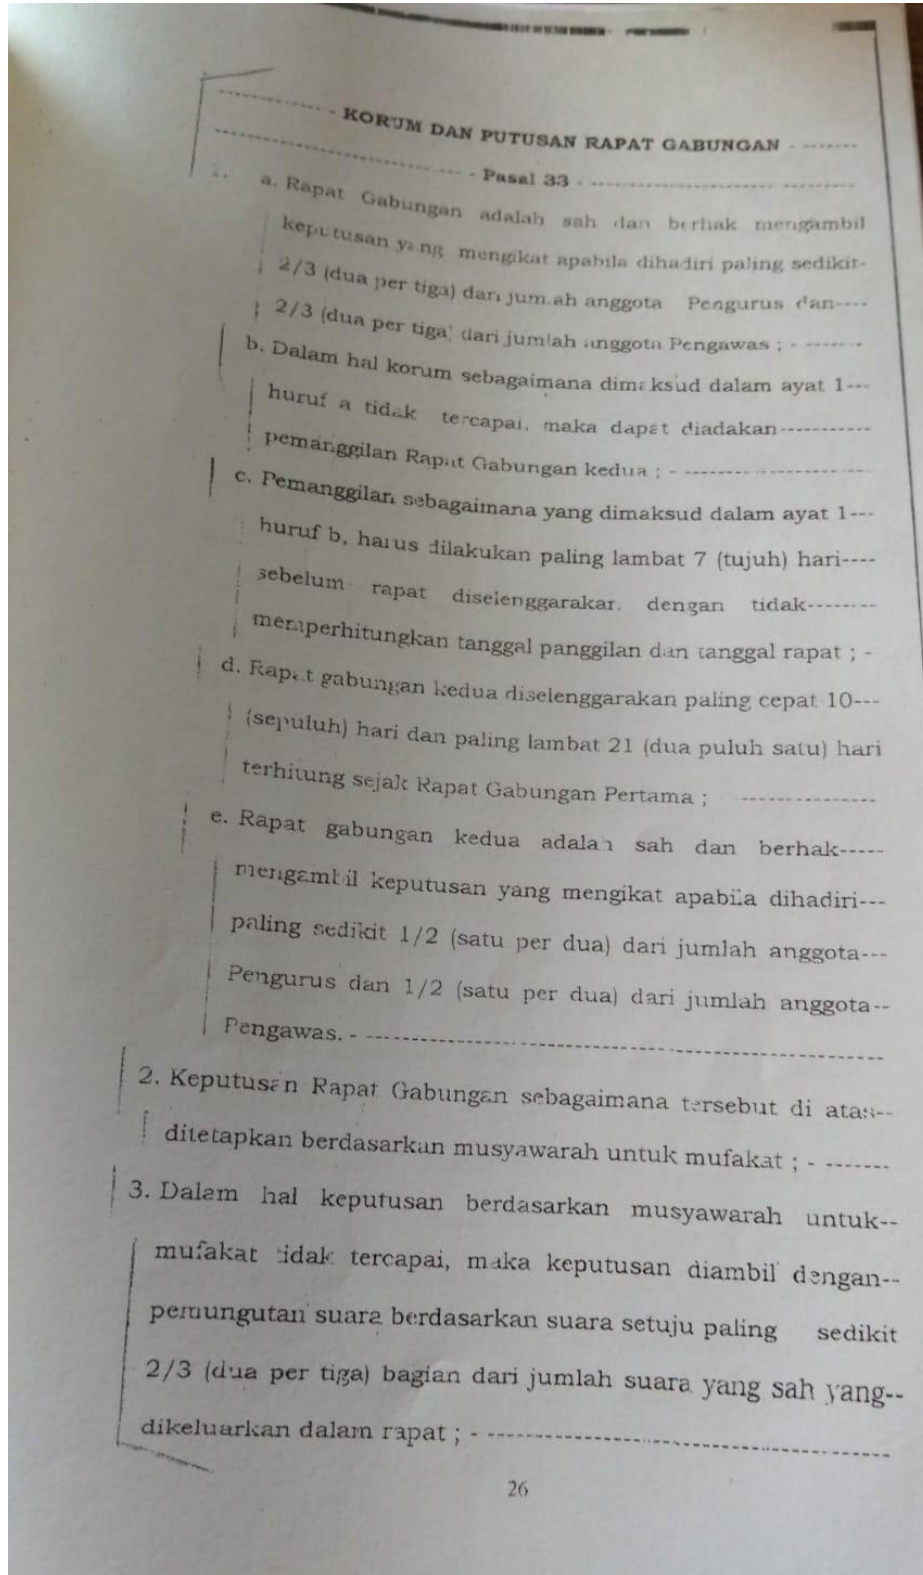 - KORUM DAN PUTUSAN RAPAT GABUNGAN -
- Pasal 33 -
a. Rapat Gabungan adalah sah dan berhak mengambil
keputusan yang mengikat apabila dihadiri paling sedikit-
2/3 (dua per tiga) dari jumlah anggota Pengurus dan----
2/3 (dua per tiga) dari jumlah anggota Pengawas ; - -------
b. Dalam hal korum sebagaimana dimaksud dalam ayat 1---
huruf a tidak tercapai, maka dapat diadakan-----------
pemanggilan Rapat Gabungan kedua ; - --------------------
c. Pemanggilan sebagaimana yang dimaksud dalam ayat 1---
huruf b, harus dilakukan paling lambat 7 (tujuh) hari----
sebelum rapat diselenggarakan dengan tidak--------
memperhitungkan tanggal panggilan dan tanggal rapat ; -
d. Rapat gabungan kedua diselenggarakan paling cepat 10---
(sepuluh) hari dan paling lambat 21 (dua puluh satu) hari
terhitung sejak Rapat Gabungan Pertama ; ----------------
e. Rapat gabungan kedua adalah sah dan berhak-----
mengambil keputusan yang mengikat apabila dihadiri---
paling sedikit 1/2 (satu per dua) dari jumlah anggota---
Pengurus dan 1/2 (satu per dua) dari jumlah anggota--
Pengawas. - ------------------------------------------------
2. Keputusan Rapat Gabungan sebagaimana tersebut di atas--
ditetapkan berdasarkan musyawarah untuk mufakat ; - -------
3. Dalam hal keputusan berdasarkan musyawarah untuk--
mufakat tidak tercapai, maka keputusan diambil dengan--
pemungutan suara berdasarkan suara setuju paling sedikit
2/3 (dua per tiga) bagian dari jumlah suara yang sah yang--
dikeluarkan dalam rapat ; - ----------------------------------
26